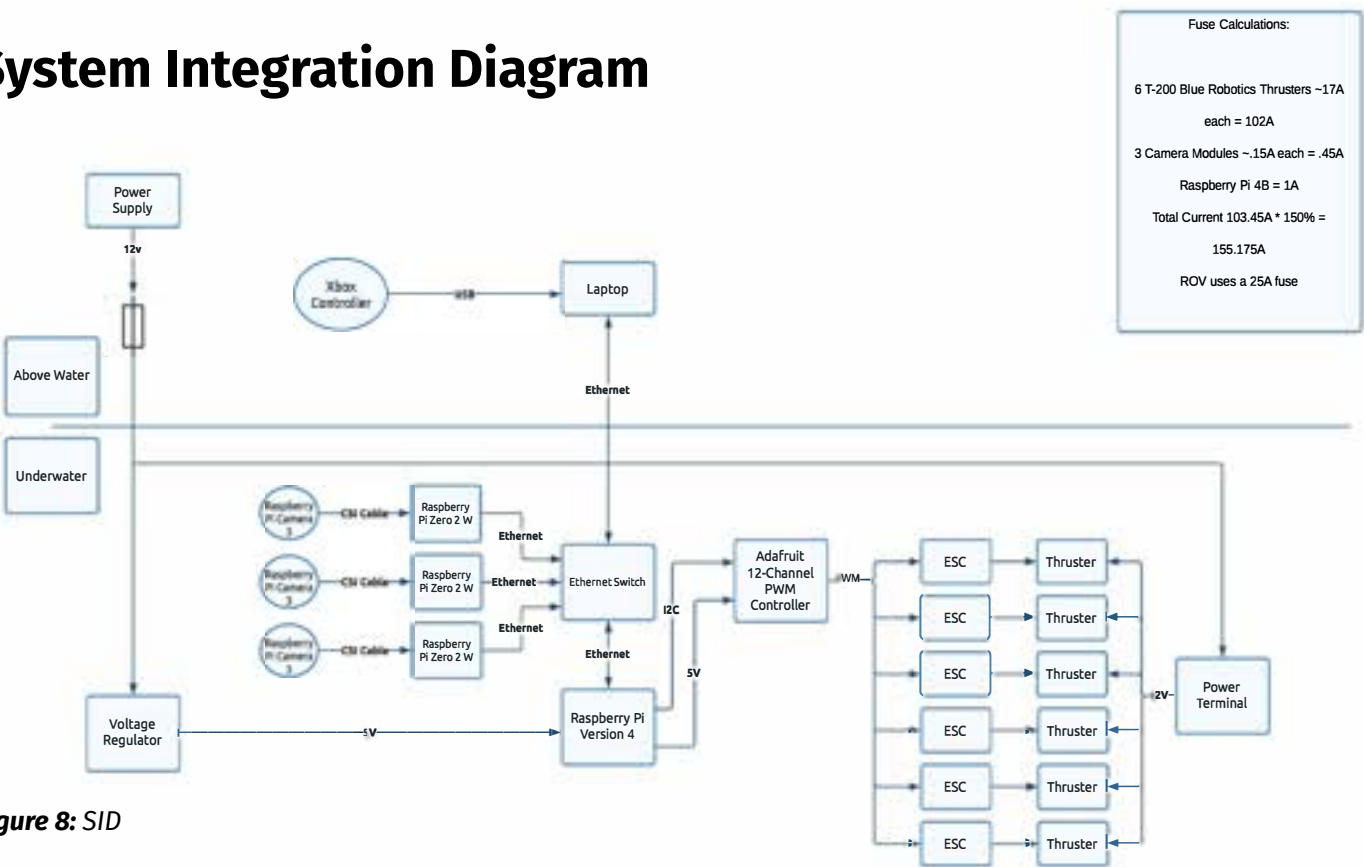 System Integration Diagram
Fuse Calculations:
6 T-200 Blue Robotics Thrusters ~17A
each = 102A
3 Camera Modules ~.15A each = .45A
Raspberry Pi 4B = 1A
Total Current 103.45A * 150% =
155.175A
ROV uses a 25A fuse
Power
Supply
12v
Xbox
Controller
USB
Laptop
Above Water
Ethernet
Underwater
Raspberry
Pi Camera
3
CSI Cable
Raspberry
Pi Zero 2 W
Ethernet
Raspberry
Pi Camera
3
CSI Cable
Raspberry
Pi Zero 2 W
Ethernet
Raspberry
Pi Camera
3
CSI Cable
Raspberry
Pi Zero 2 W
Ethernet
Ethernet Switch
Ethernet
I2C
5V
Adafruit
12-Channel
PWM
Controller
WM
ESC
Thruster
ESC
Thruster
ESC
Thruster
ESC
Thruster
ESC
Thruster
ESC
Thruster
2V
Power
Terminal
Voltage
Regulator
5V
Raspberry Pi
Version 4
gure 8: SID